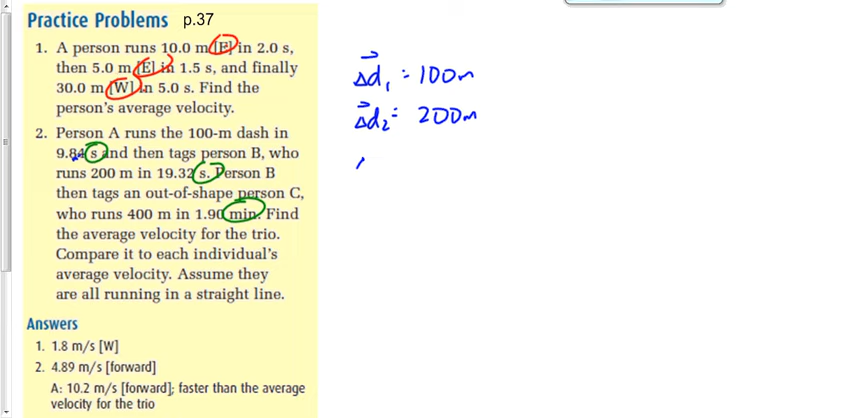 Practice Problems p.37
1. A person runs 10.0 m [E] in 2.0 s,
then 5.0 m [E] in 1.5 s, and finally
30.0 m [W] in 5.0 s. Find the
person's average velocity.
2. Person A runs the 100-m dash in
9.84 s and then tags person B, who
runs 200 m in 19.32 s. Person B
then tags an out-of-shape person C,
who runs 400 m in 1.90 min. Find
the average velocity for the trio.
Compare it to each individual's
average velocity. Assume they
are all running in a straight line.
Answers
1. 1.8 m/s [W]
2. 4.89 m/s [forward]
A: 10.2 m/s [forward]; faster than the average
velocity for the trio
Δd⃗₁ = 100m
Δd⃗₂ = 200m